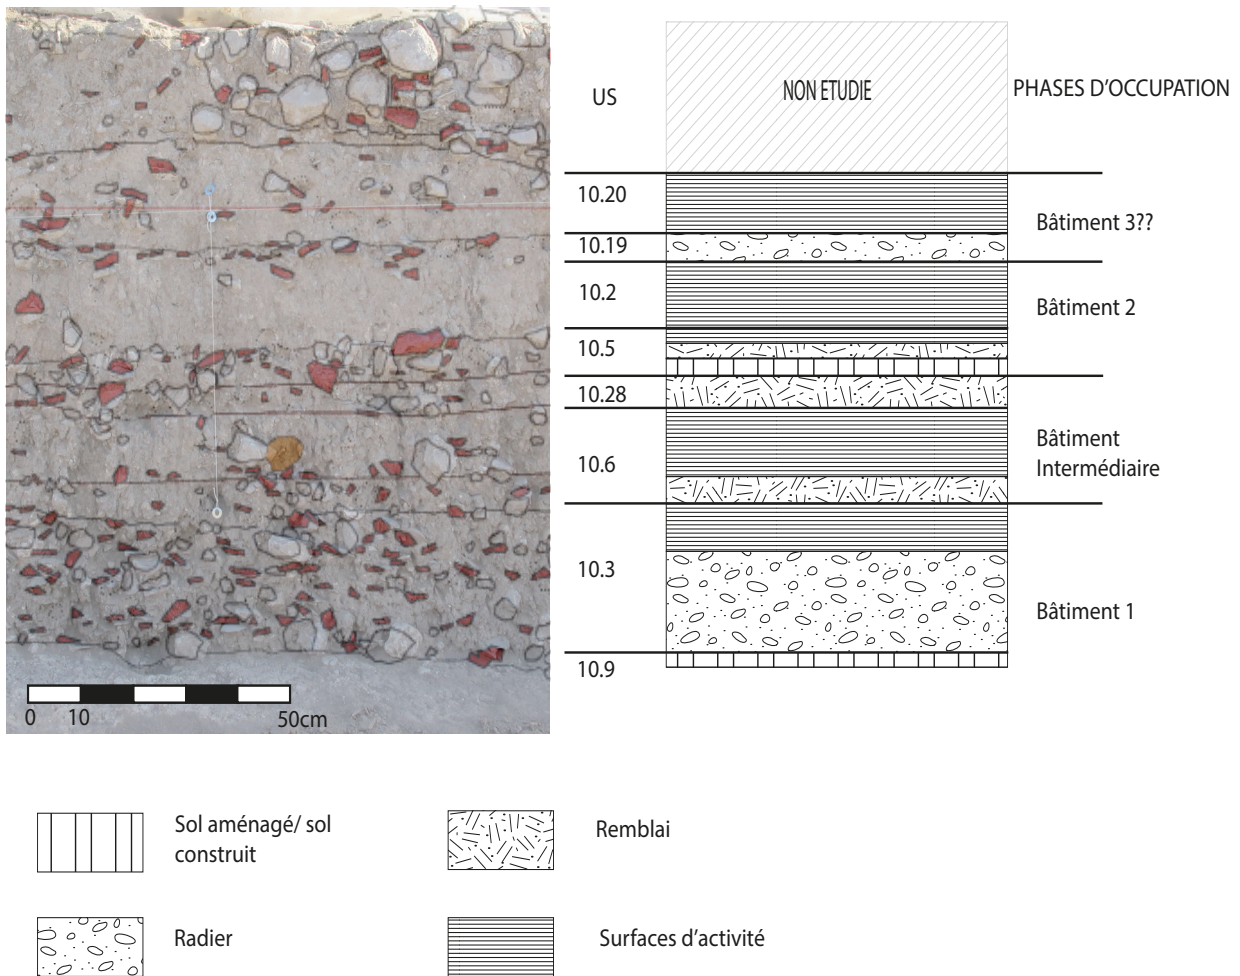 US
NON ETUDIE
PHASES D'OCCUPATION
10.20
Bâtiment 3??
10.19
10.2
Bâtiment 2
10.5
10.28
10.6
Bâtiment
Intermédiaire
10.3
Bâtiment 1
10.9
0 10 50cm
Sol aménagé/ sol
construit
Remblai
Radier
Surfaces d'activité